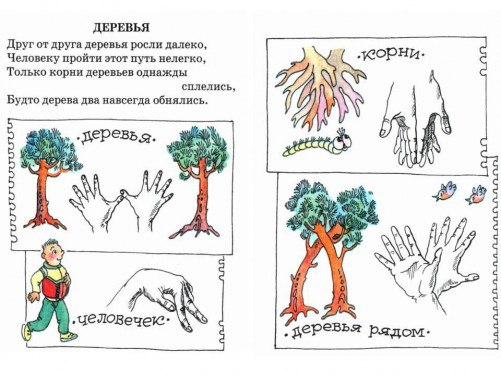 ДЕРЕВЬЯ
Друг от друга деревья росли далеко,
Человеку пройти этот путь нелегко,
Только корни деревьев однажды
сплелись,
Будто дерева два навсегда обнялись.
·деревья·
·человечек·
·корни·
·деревья рядом·